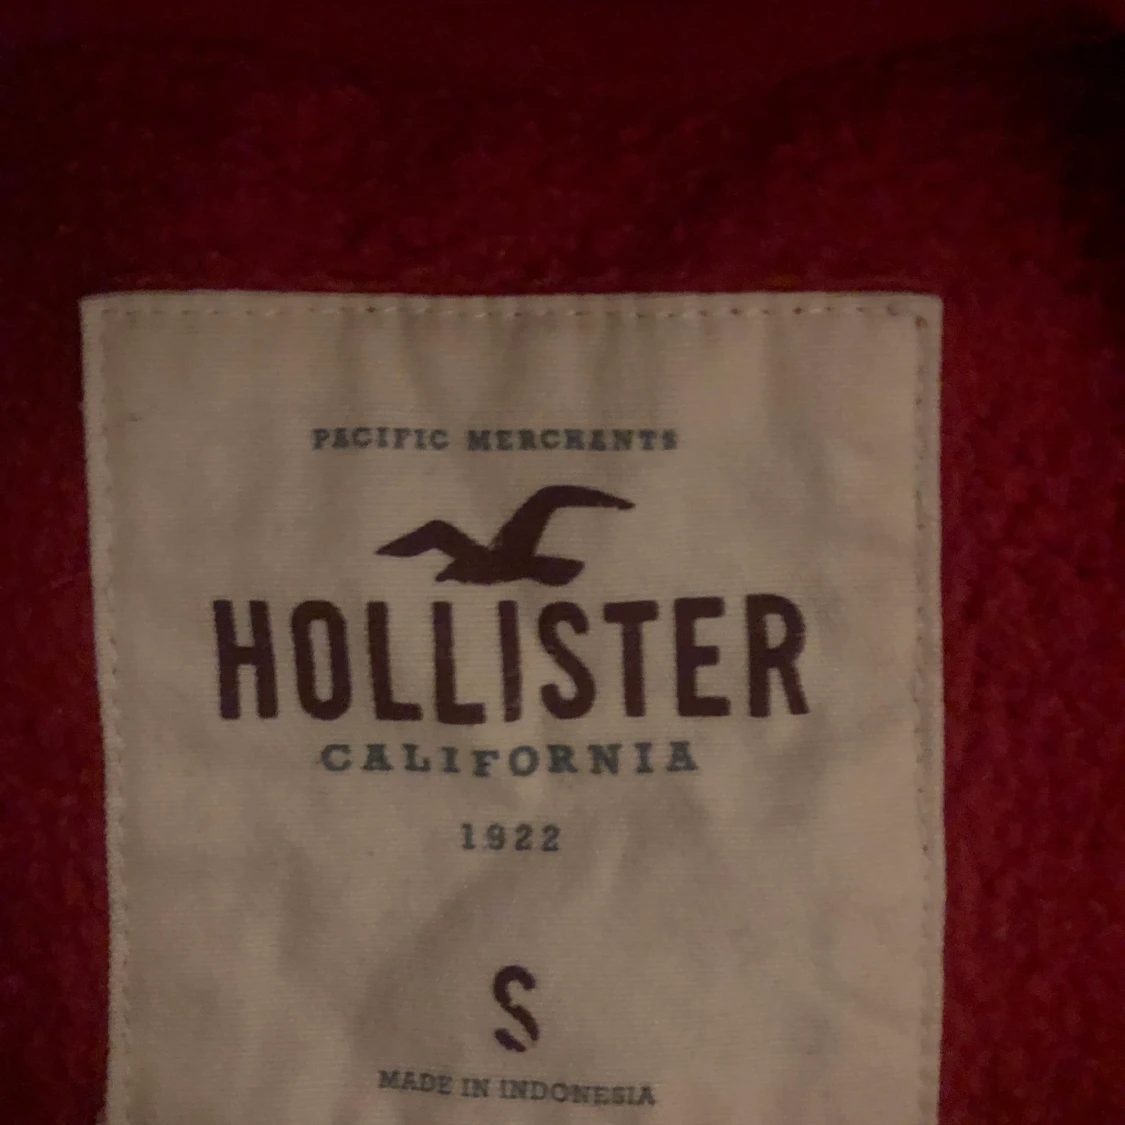 PACIFIC MERCHANTS
HOLLISTER
CALIFORNIA
1922
S
MADE IN INDONESIA